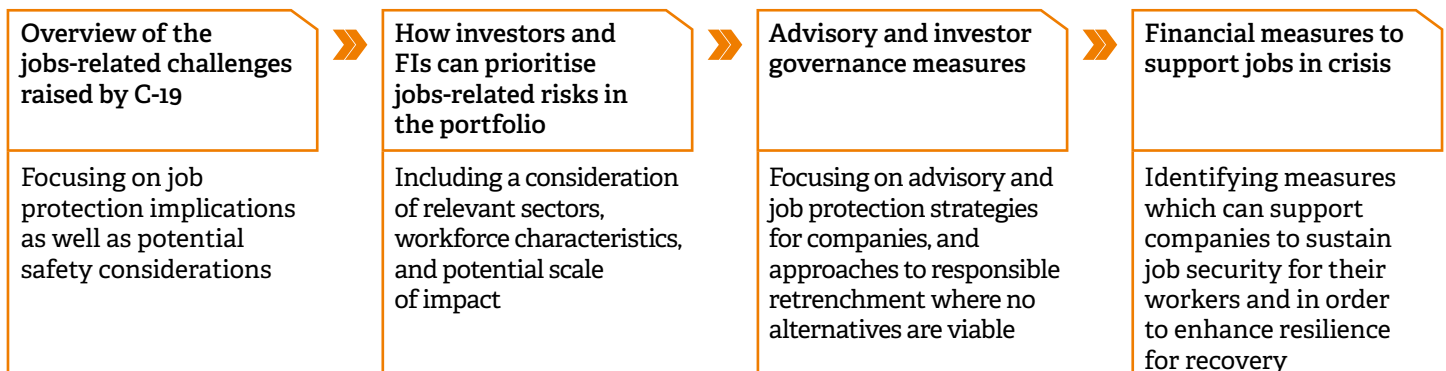 Overview of the
jobs-related challenges
raised by C-19
Focusing on job
protection implications
as well as potential
safety considerations
How investors and
FIs can prioritise
jobs-related risks in
the portfolio
Including a consideration
of relevant sectors,
workforce characteristics,
and potential scale
of impact
Advisory and investor
governance measures
Focusing on advisory and
job protection strategies
for companies, and
approaches to responsible
retrenchment where no
alternatives are viable
Financial measures to
support jobs in crisis
Identifying measures
which can support
companies to sustain
job security for their
workers and in order
to enhance resilience
for recovery